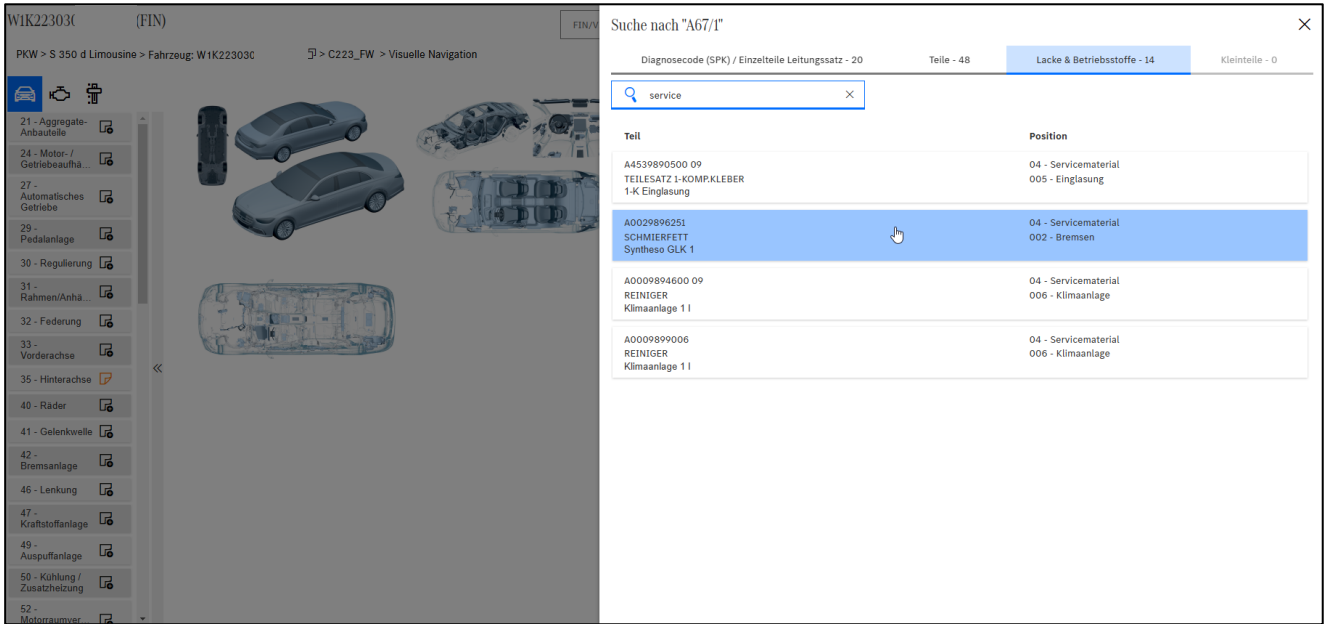 W1K22303( (FIN)
FIN/V
PKW > S 350 d Limousine > Fahrzeug: W1K223030 > C223_FW > Visuelle Navigation
21 - Aggregate-
Anbauteile
24 - Motor- /
Getriebeaufhä...
27 -
Automatisches
Getriebe
29 -
Pedalanlage
30 - Regulierung
31 -
Rahmen/Anhä...
32 - Federung
33 -
Vorderachse
35 - Hinterachse
40 - Räder
41 - Gelenkwelle
42 -
Bremsanlage
46 - Lenkung
47 -
Kraftstoffanlage
49 -
Auspuffanlage
50 - Kühlung /
Zusatzheizung
52 -
Motorraumver...
Suche nach "A67/1"
Diagnosecode (SPK) / Einzelteile Leitungssatz - 20 Teile - 48 Lacke & Betriebsstoffe - 14 Kleinteile - 0
service
Teil Position
A4539890500 09 04 - Servicematerial
TEILESATZ 1-KOMP.KLEBER 005 - Einglasung
1-K Einglasung
A0029896251 04 - Servicematerial
SCHMIERFETT 002 - Bremsen
Syntheso GLK 1
A0009894600 09 04 - Servicematerial
REINIGER 006 - Klimaanlage
Klimaanlage 1 l
A0009899006 04 - Servicematerial
REINIGER 006 - Klimaanlage
Klimaanlage 1 l